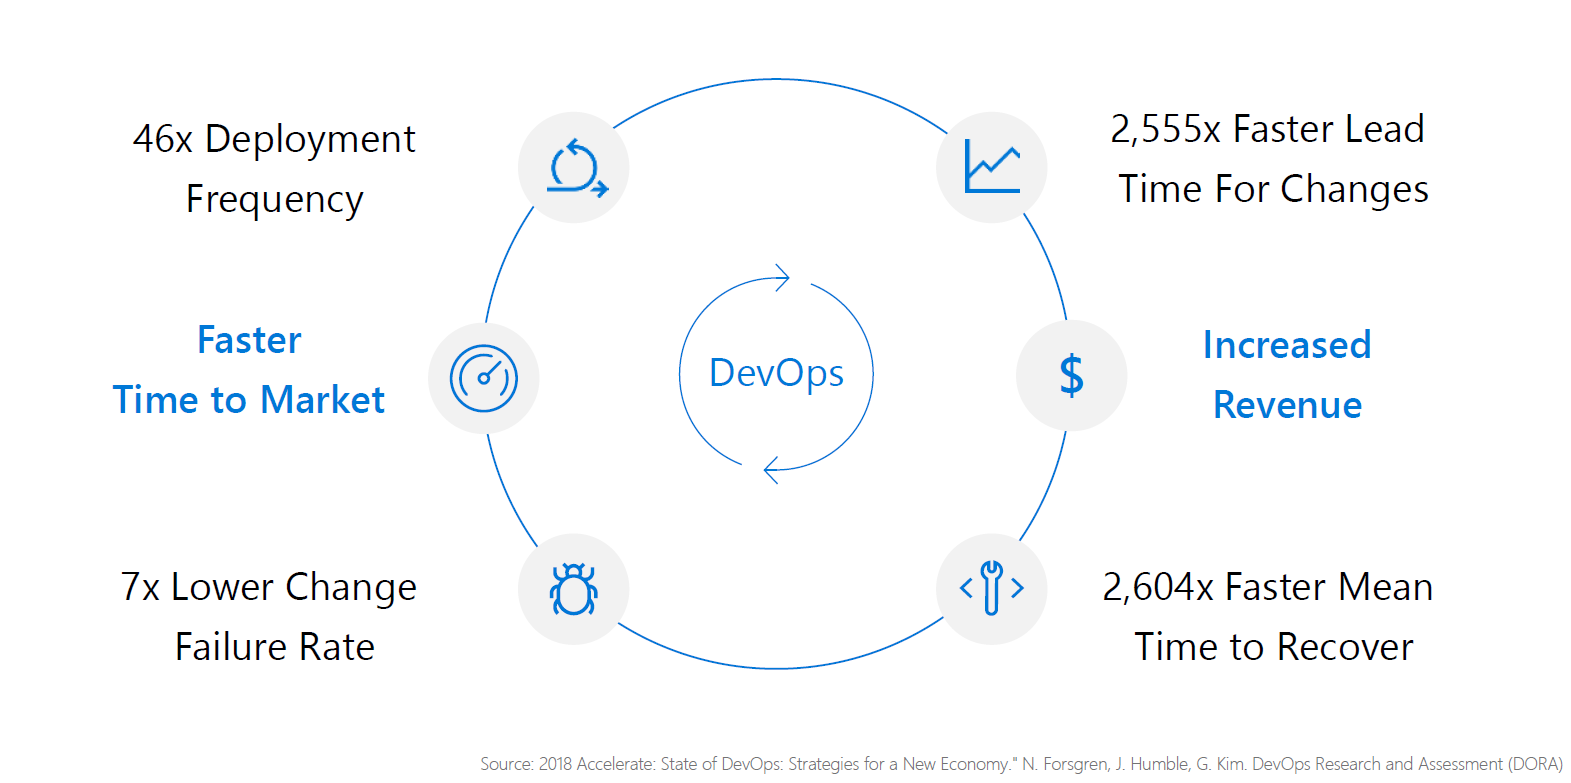 46x Deployment
Frequency
2,555x Faster Lead
Time For Changes
Faster
Time to Market
DevOps
$
Increased
Revenue
7x Lower Change
Failure Rate
2,604x Faster Mean
Time to Recover
Source: 2018 Accelerate: State of DevOps: Strategies for a New Economy." N. Forsgren, J. Humble, G. Kim. DevOps Research and Assessment (DORA)